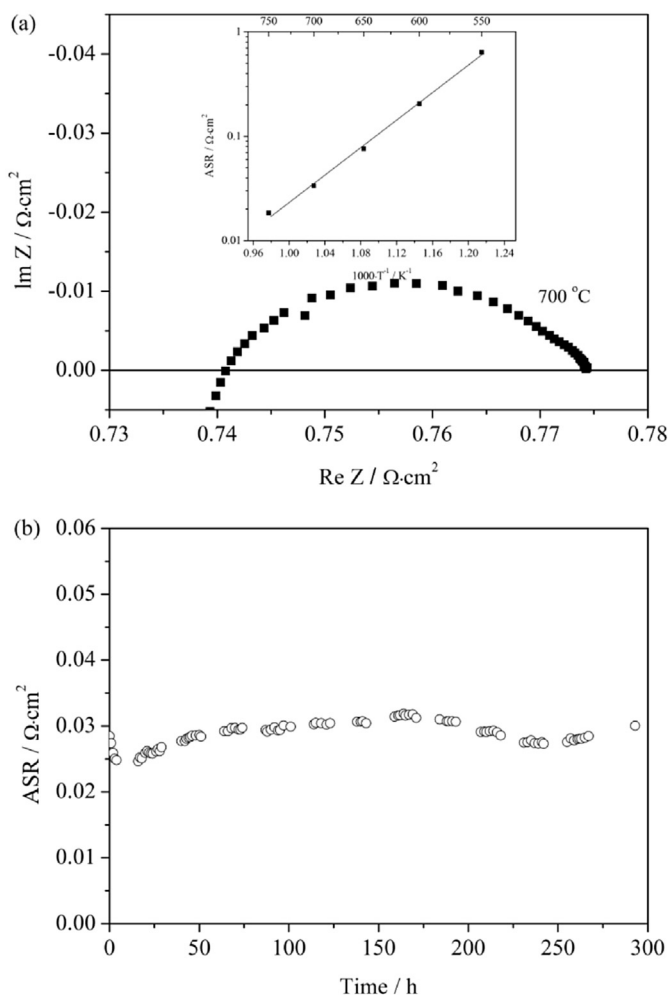 (a)
750 700 650 600 550
1
0.1
0.01
ASR / Ω·cm²
0.96 1.00 1.04 1.08 1.12 1.16 1.20 1.24
1000·T⁻¹ / K⁻¹
-0.04
-0.03
-0.02
-0.01
0.00
Im Z / Ω·cm²
700 °C
0.73 0.74 0.75 0.76 0.77 0.78
Re Z / Ω·cm²
(b)
0.06
0.05
0.04
0.03
0.02
0.01
0.00
ASR / Ω·cm²
0 50 100 150 200 250 300
Time / h